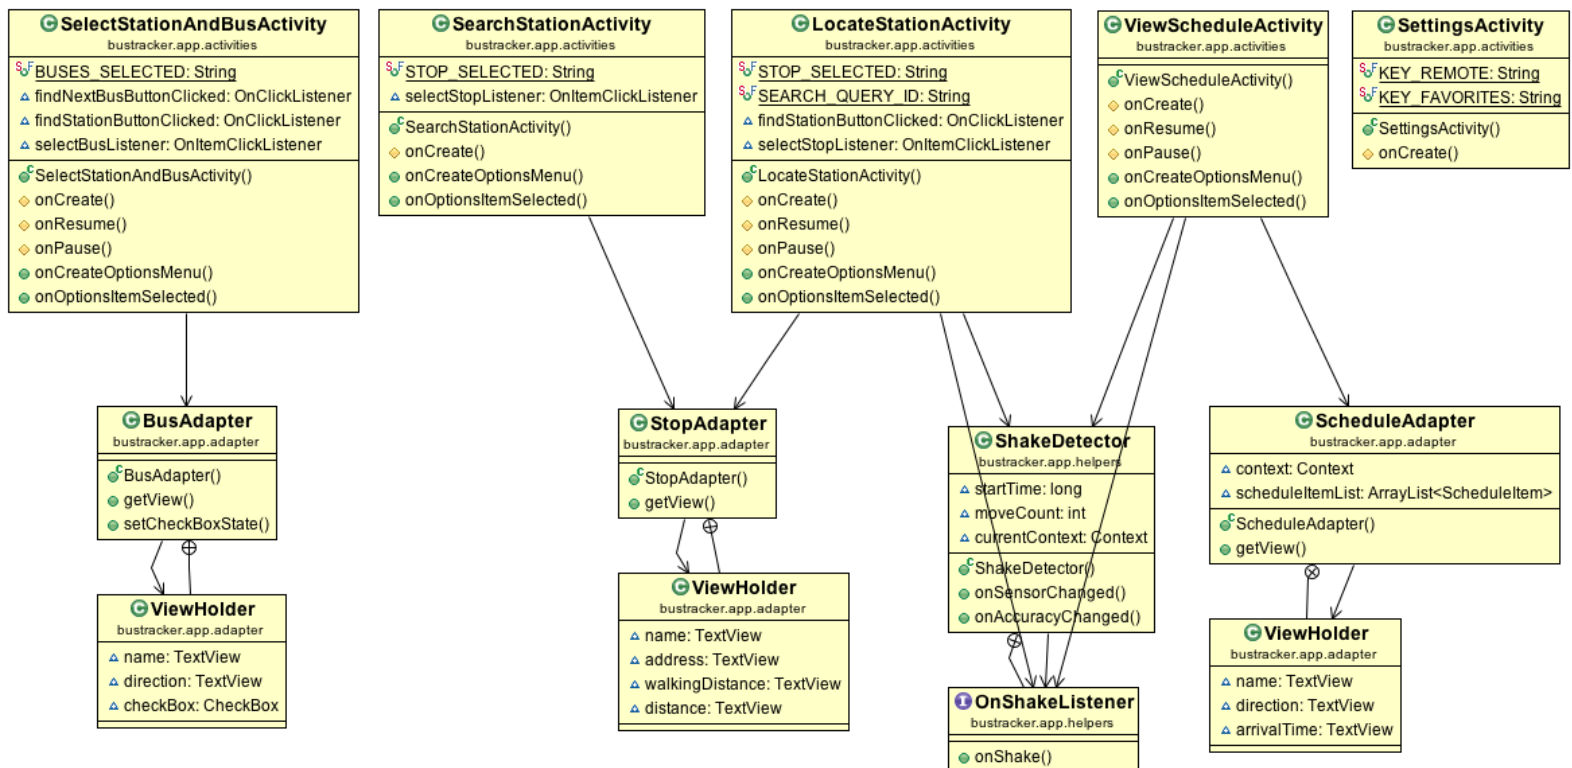 SelectStationAndBusActivity
bustracker.app.activities
BUSES_SELECTED: String
findNextBusButtonClicked: OnClickListener
findStationButtonClicked: OnClickListener
selectBusListener: OnItemClickListener
SelectStationAndBusActivity()
onCreate()
onResume()
onPause()
onCreateOptionsMenu()
onOptionsItemSelected()
SearchStationActivity
bustracker.app.activities
STOP_SELECTED: String
selectStopListener: OnItemClickListener
SearchStationActivity()
onCreate()
onCreateOptionsMenu()
onOptionsItemSelected()
LocateStationActivity
bustracker.app.activities
STOP_SELECTED: String
SEARCH_QUERY_ID: String
findStationButtonClicked: OnClickListener
selectStopListener: OnItemClickListener
LocateStationActivity()
onCreate()
onResume()
onPause()
onCreateOptionsMenu()
onOptionsItemSelected()
ViewScheduleActivity
bustracker.app.activities
ViewScheduleActivity()
onCreate()
onResume()
onPause()
onCreateOptionsMenu()
onOptionsItemSelected()
SettingsActivity
bustracker.app.activities
KEY_REMOTE: String
KEY_FAVORITES: String
SettingsActivity()
onCreate()
BusAdapter
bustracker.app.adapter
BusAdapter()
getView()
setCheckBoxState()
StopAdapter
bustracker.app.adapter
StopAdapter()
getView()
ShakeDetector
bustracker.app.helpers
startTime: long
moveCount: int
currentContext: Context
ShakeDetector()
onSensorChanged()
onAccuracyChanged()
ScheduleAdapter
bustracker.app.adapter
context: Context
scheduleItemList: ArrayList<ScheduleItem>
ScheduleAdapter()
getView()
ViewHolder
bustracker.app.adapter
name: TextView
direction: TextView
checkBox: CheckBox
ViewHolder
bustracker.app.adapter
name: TextView
address: TextView
walkingDistance: TextView
distance: TextView
OnShakeListener
bustracker.app.helpers
onShake()
ViewHolder
bustracker.app.adapter
name: TextView
direction: TextView
arrivalTime: TextView